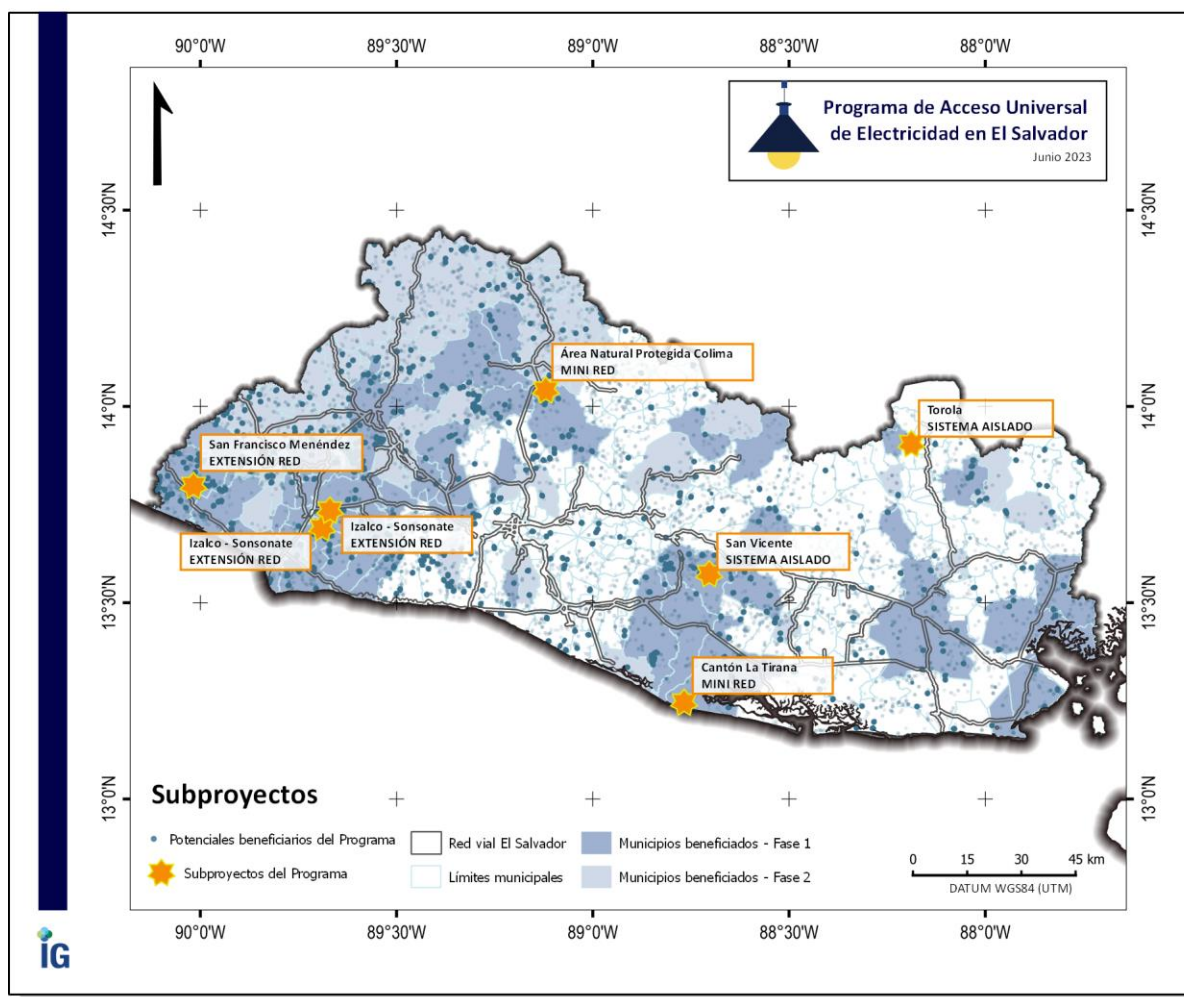 90°0'W
89°30'W
89°0'W
88°30'W
88°0'W
Programa de Acceso Universal
de Electricidad en El Salvador
Junio 2023
14°30'N
14°30'N
Área Natural Protegida Colima
MINI RED
14°0'N
14°0'N
Torola
SISTEMA AISLADO
San Francisco Menéndez
EXTENSIÓN RED
Izalco - Sonsonate
EXTENSIÓN RED
Izalco - Sonsonate
EXTENSIÓN RED
San Vicente
SISTEMA AISLADO
13°30'N
13°30'N
Cantón La Tirana
MINI RED
13°0'N
13°0'N
Subproyectos
Potenciales beneficiarios del Programa
Subproyectos del Programa
Red vial El Salvador
Límites municipales
Municipios beneficiados - Fase 1
Municipios beneficiados - Fase 2
0 15 30 45 km
DATUM WGS84 (UTM)
90°0'W
89°30'W
89°0'W
88°30'W
88°0'W
IG